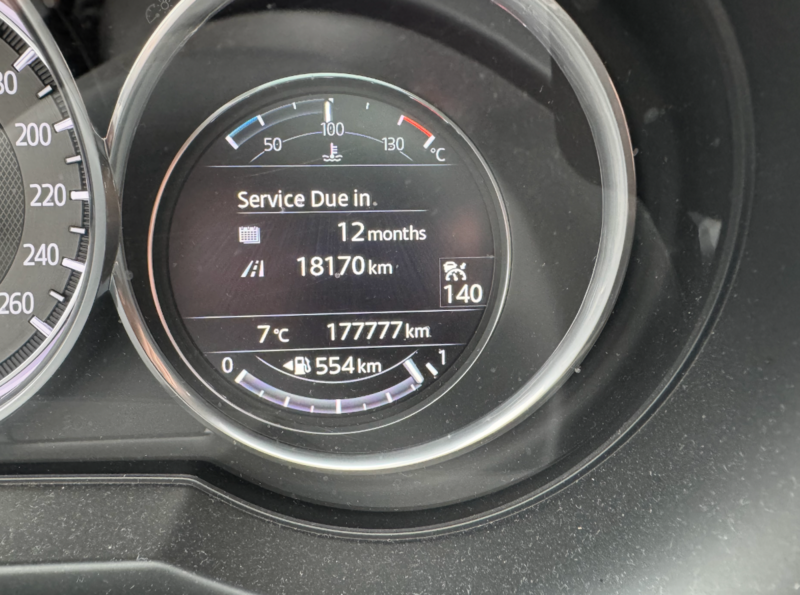 50 100 130 °C
Service Due in
12 months
18170 km
140
7°C 177777 km
0 554 km 1
200
220
240
260